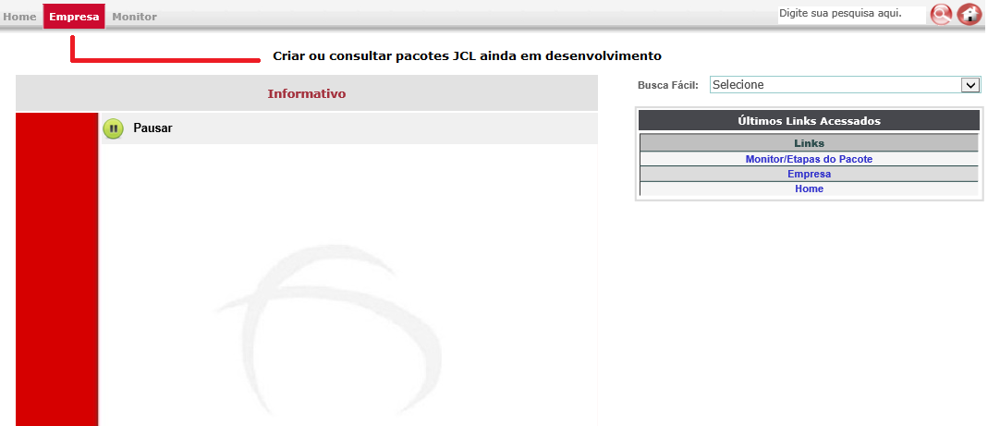 Home Empresa Monitor Digite sua pesquisa aqui.
Criar ou consultar pacotes JCL ainda em desenvolvimento
Informativo
Pausar
Busca Fácil: Selecione
Últimos Links Acessados
Links
Monitor/Etapas do Pacote
Empresa
Home